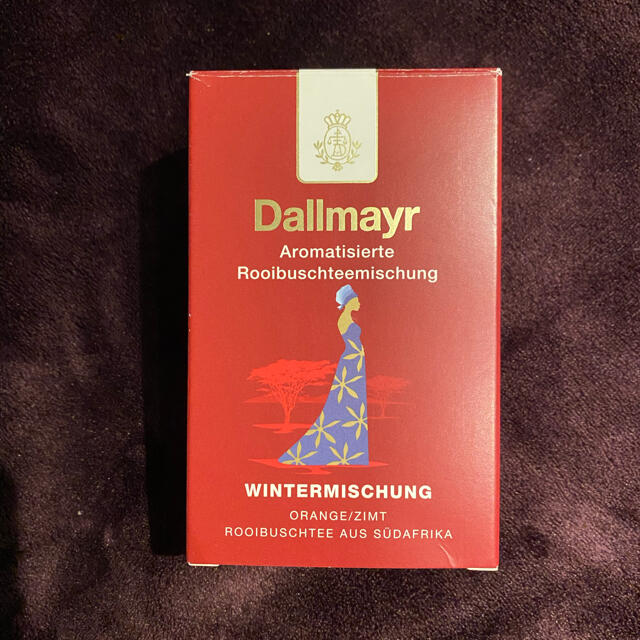 Dallmayr
Aromatisierte
Rooibuschteemischung
WINTERMISCHUNG
ORANGE/ZIMT
ROOIBUSCHTEE AUS SÜDAFRIKA